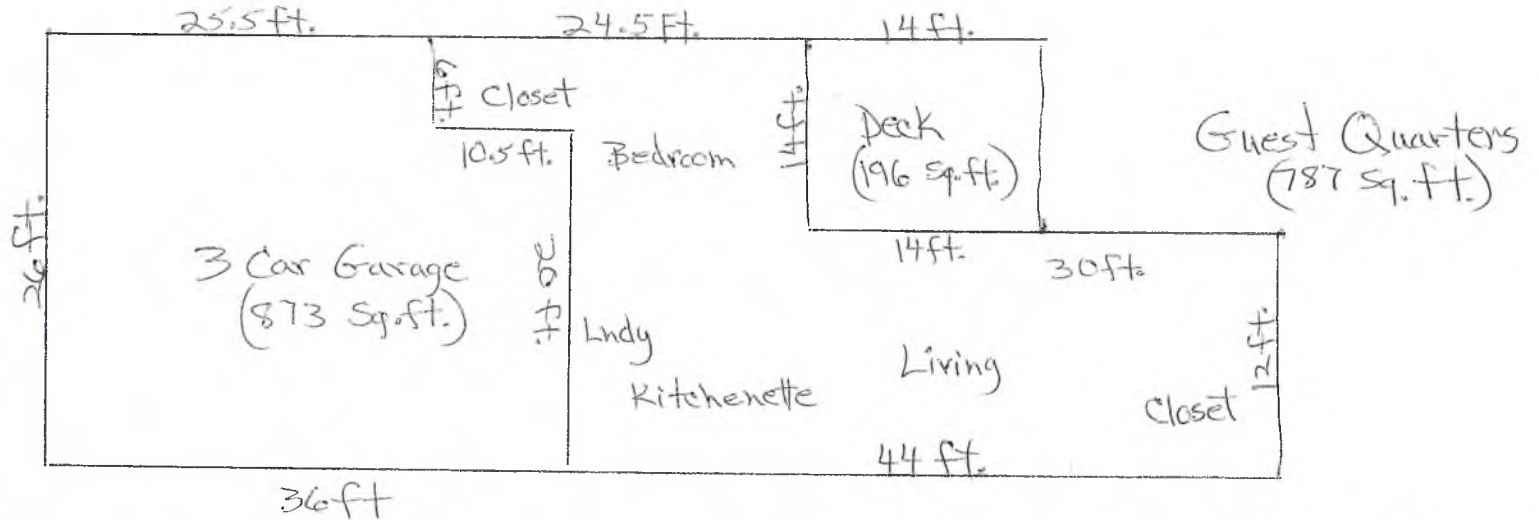 25.5 ft.
24.5 Ft.
14 ft.
6 ft.
Closet
10.5 ft.
Bedroom
14 ft.
Deck
(196 Sq.ft.)
Guest Quarters
(787 Sq.ft.)
26 ft.
3 Car Garage
(873 Sq.ft.)
20 ft.
14 ft.
30 ft.
Lndy
Kitchenette
Living
Closet
12 ft.
44 ft.
36 ft